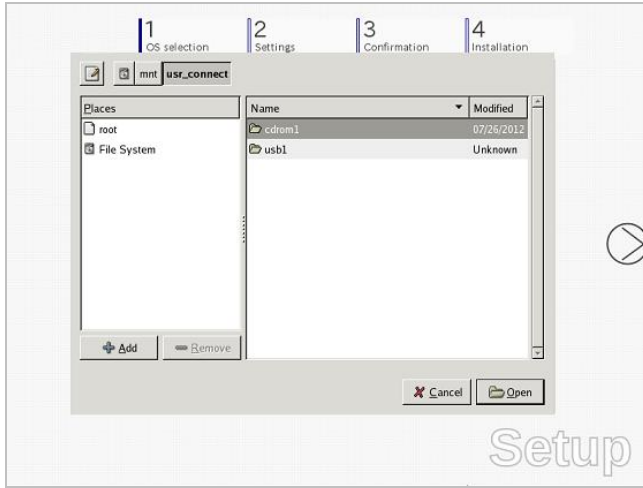 1 2 3 4
OS selection Settings Confirmation Installation
mnt usr_connect
Places Name Modified
root cdrom1 07/26/2012
File System usb1 Unknown
Add Remove
Cancel Open
Setup